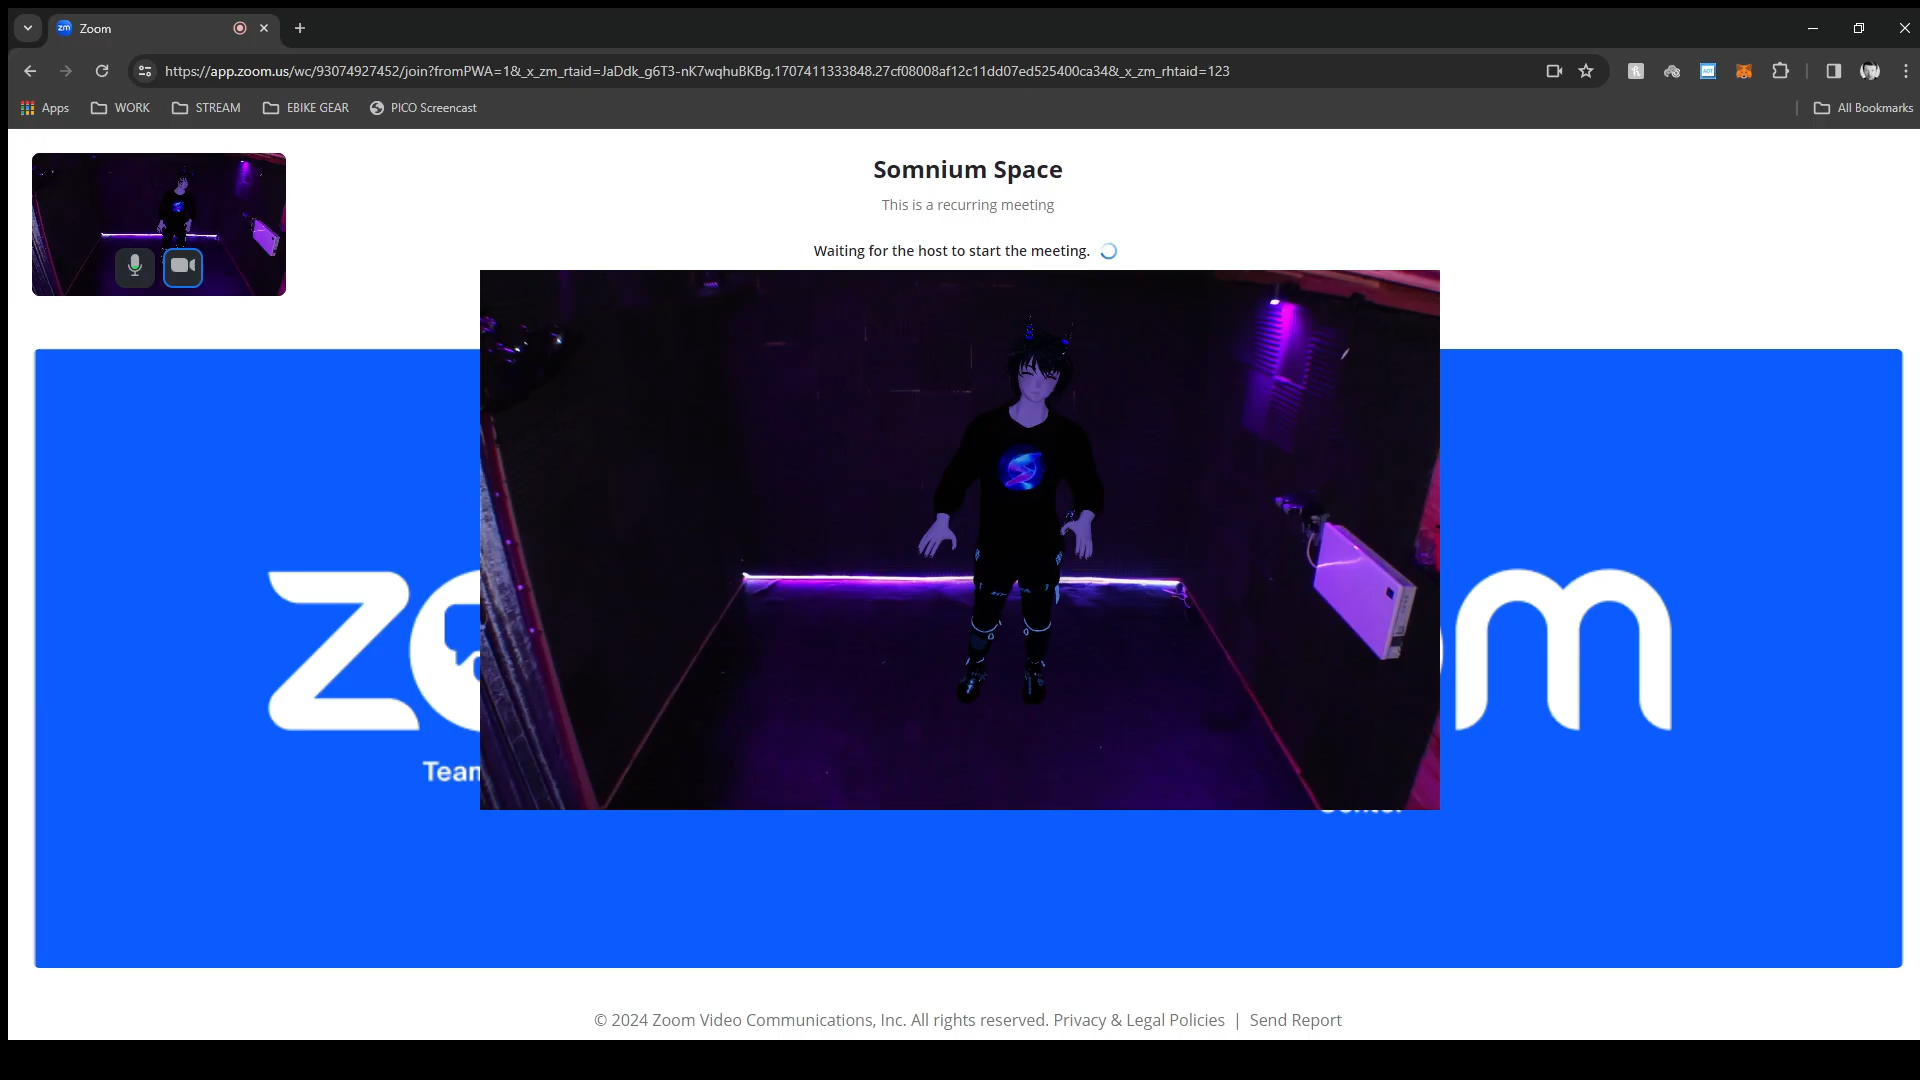 zm Zoom
https://app.zoom.us/wc/93074927452/join?fromPWA=1&_x_zm_rtaid=JaDdk_g6T3-nK7wqhuBKBg.1707411333848.27cf08008af12c11dd07ed525400ca34&_x_zm_rhtaid=123
Apps WORK STREAM EBIKE GEAR PICO Screencast All Bookmarks
Somnium Space
This is a recurring meeting
Waiting for the host to start the meeting.
© 2024 Zoom Video Communications, Inc. All rights reserved. Privacy & Legal Policies | Send Report